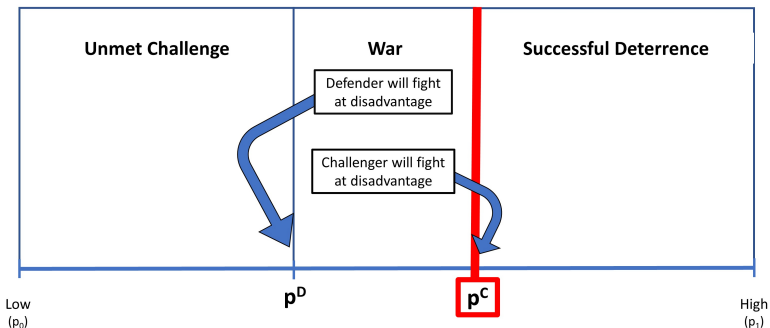 Unmet Challenge
War
Successful Deterrence
Defender will fight
at disadvantage
Challenger will fight
at disadvantage
pᴰ
pᶜ
Low
(p₀)
High
(p₁)